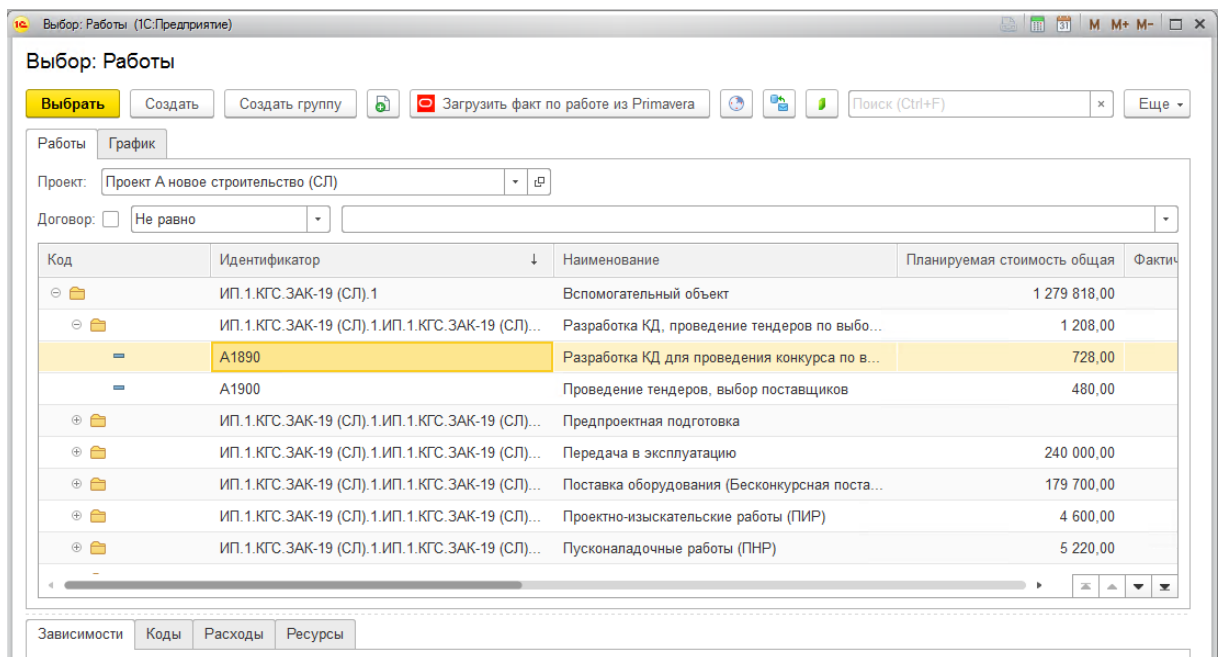 1С Выбор: Работы (1С:Предприятие) 31 M M+ M-
Выбор: Работы
Выбрать Создать Создать группу Загрузить факт по работе из Primavera Поиск (Ctrl+F) × Еще
Работы График
Проект: Проект А новое строительство (СЛ)
Договор: Не равно
Код Идентификатор ↓ Наименование Планируемая стоимость общая Фактич
ИП.1.КГС.ЗАК-19 (СЛ).1 Вспомогательный объект 1 279 818,00
ИП.1.КГС.ЗАК-19 (СЛ).1.ИП.1.КГС.ЗАК-19 (СЛ)... Разработка КД, проведение тендеров по выбо... 1 208,00
A1890 Разработка КД для проведения конкурса по в... 728,00
A1900 Проведение тендеров, выбор поставщиков 480,00
ИП.1.КГС.ЗАК-19 (СЛ).1.ИП.1.КГС.ЗАК-19 (СЛ)... Предпроектная подготовка
ИП.1.КГС.ЗАК-19 (СЛ).1.ИП.1.КГС.ЗАК-19 (СЛ)... Передача в эксплуатацию 240 000,00
ИП.1.КГС.ЗАК-19 (СЛ).1.ИП.1.КГС.ЗАК-19 (СЛ)... Поставка оборудования (Бесконкурсная поста... 179 700,00
ИП.1.КГС.ЗАК-19 (СЛ).1.ИП.1.КГС.ЗАК-19 (СЛ)... Проектно-изыскательские работы (ПИР) 4 600,00
ИП.1.КГС.ЗАК-19 (СЛ).1.ИП.1.КГС.ЗАК-19 (СЛ)... Пусконаладочные работы (ПНР) 5 220,00
Зависимости Коды Расходы Ресурсы